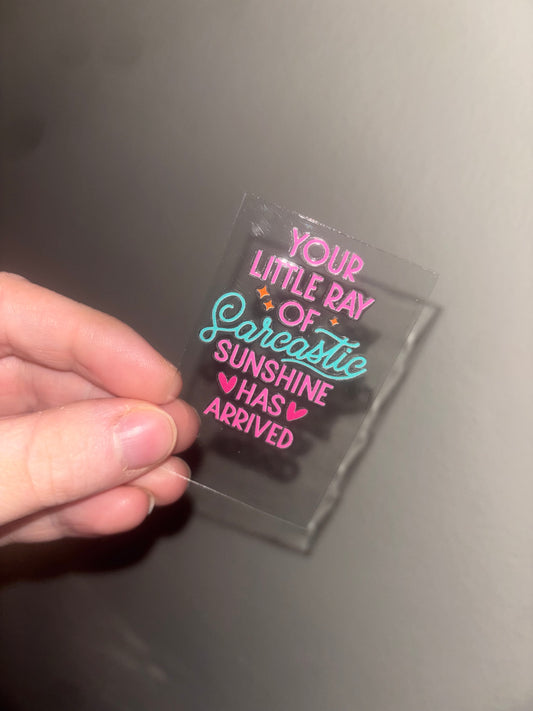 YOUR
LITTLE RAY
OF
Sarcastic
SUNSHINE
HAS
ARRIVED